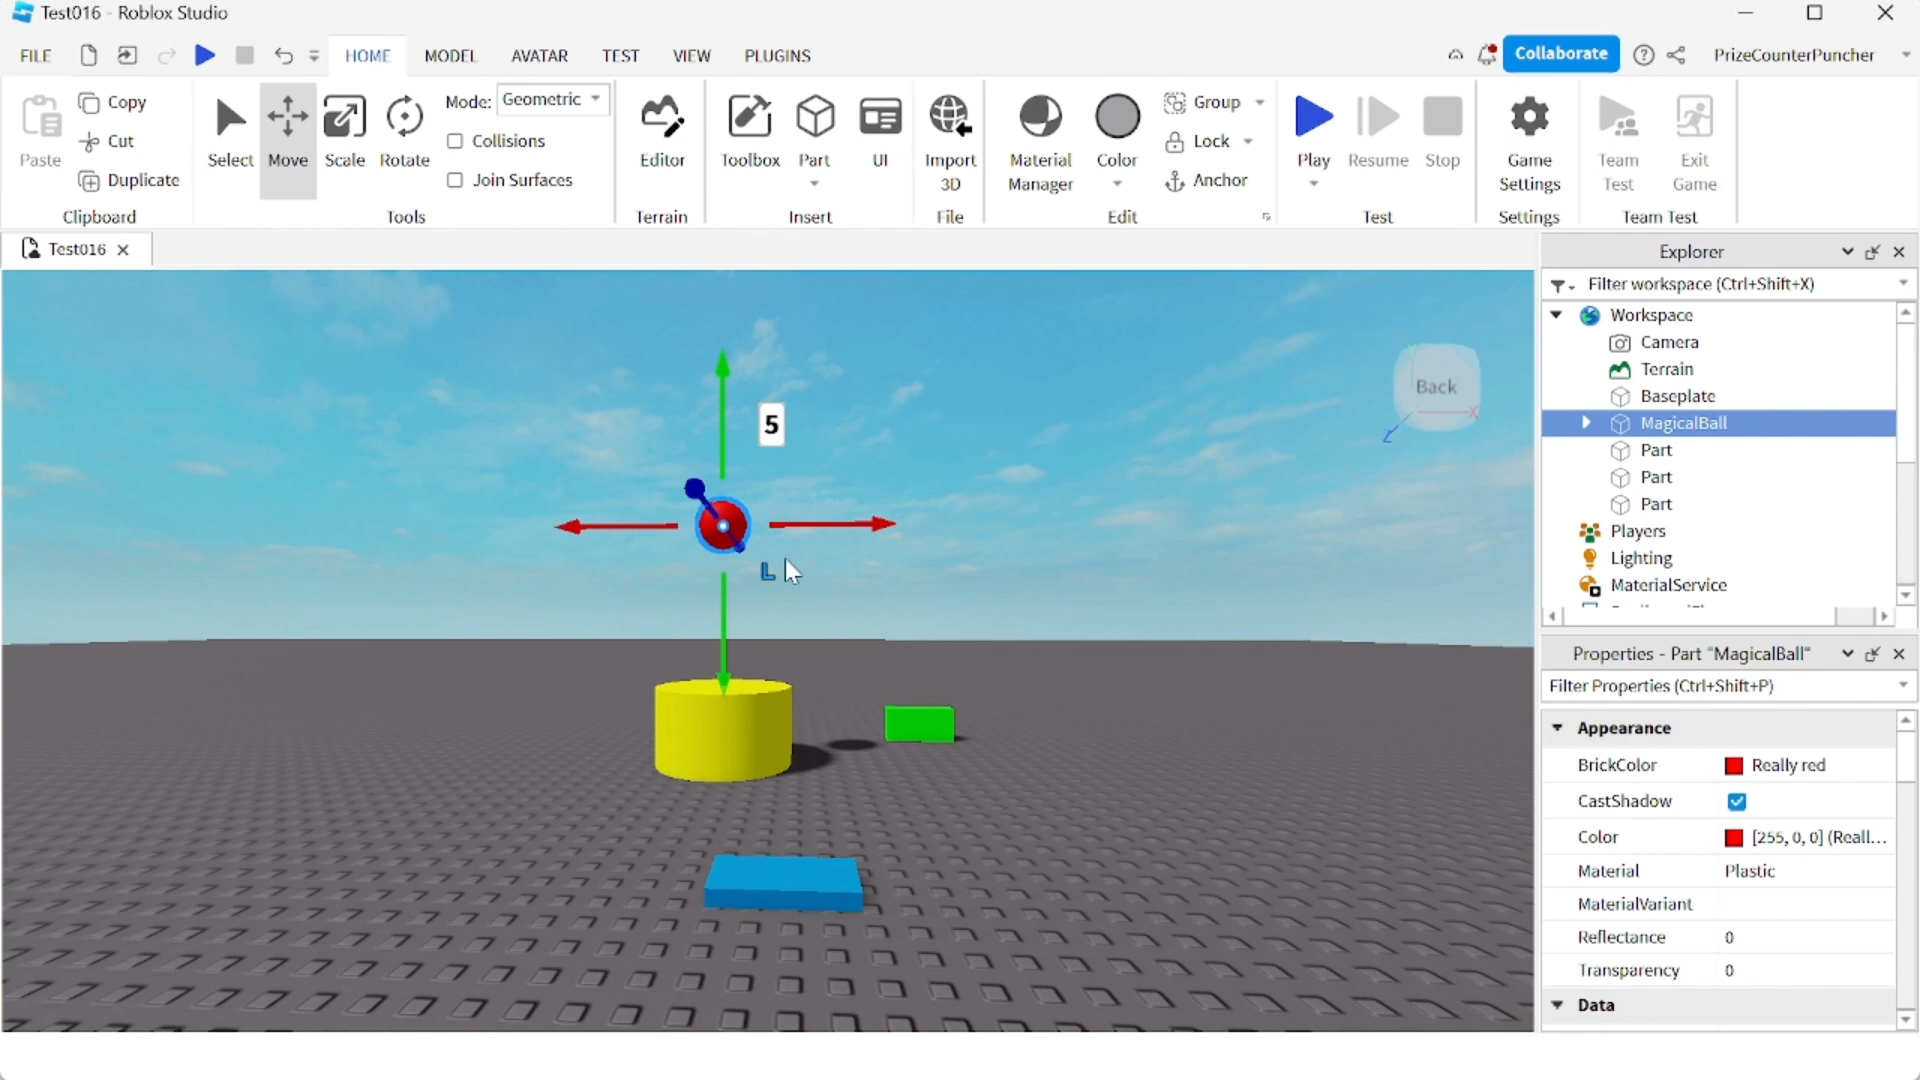 Test016 - Roblox Studio
FILE HOME MODEL AVATAR TEST VIEW PLUGINS Collaborate PrizeCounterPuncher
Paste Copy Cut Duplicate
Clipboard
Select Move Scale Rotate Mode: Geometric
Collisions
Join Surfaces
Tools
Editor
Terrain
Toolbox Part UI
Insert
Import 3D
File
Material Manager Color Group
Lock
Anchor
Edit
Play Resume Stop
Test
Game Settings
Settings
Team Test Exit Game
Team Test
Test016
5
L
Back
X
Z
Explorer
Filter workspace (Ctrl+Shift+X)
Workspace
Camera
Terrain
Baseplate
MagicalBall
Part
Part
Part
Players
Lighting
MaterialService
Properties - Part "MagicalBall"
Filter Properties (Ctrl+Shift+P)
Appearance
BrickColor Really red
CastShadow
Color [255, 0, 0] (Reall...
Material Plastic
MaterialVariant
Reflectance 0
Transparency 0
Data